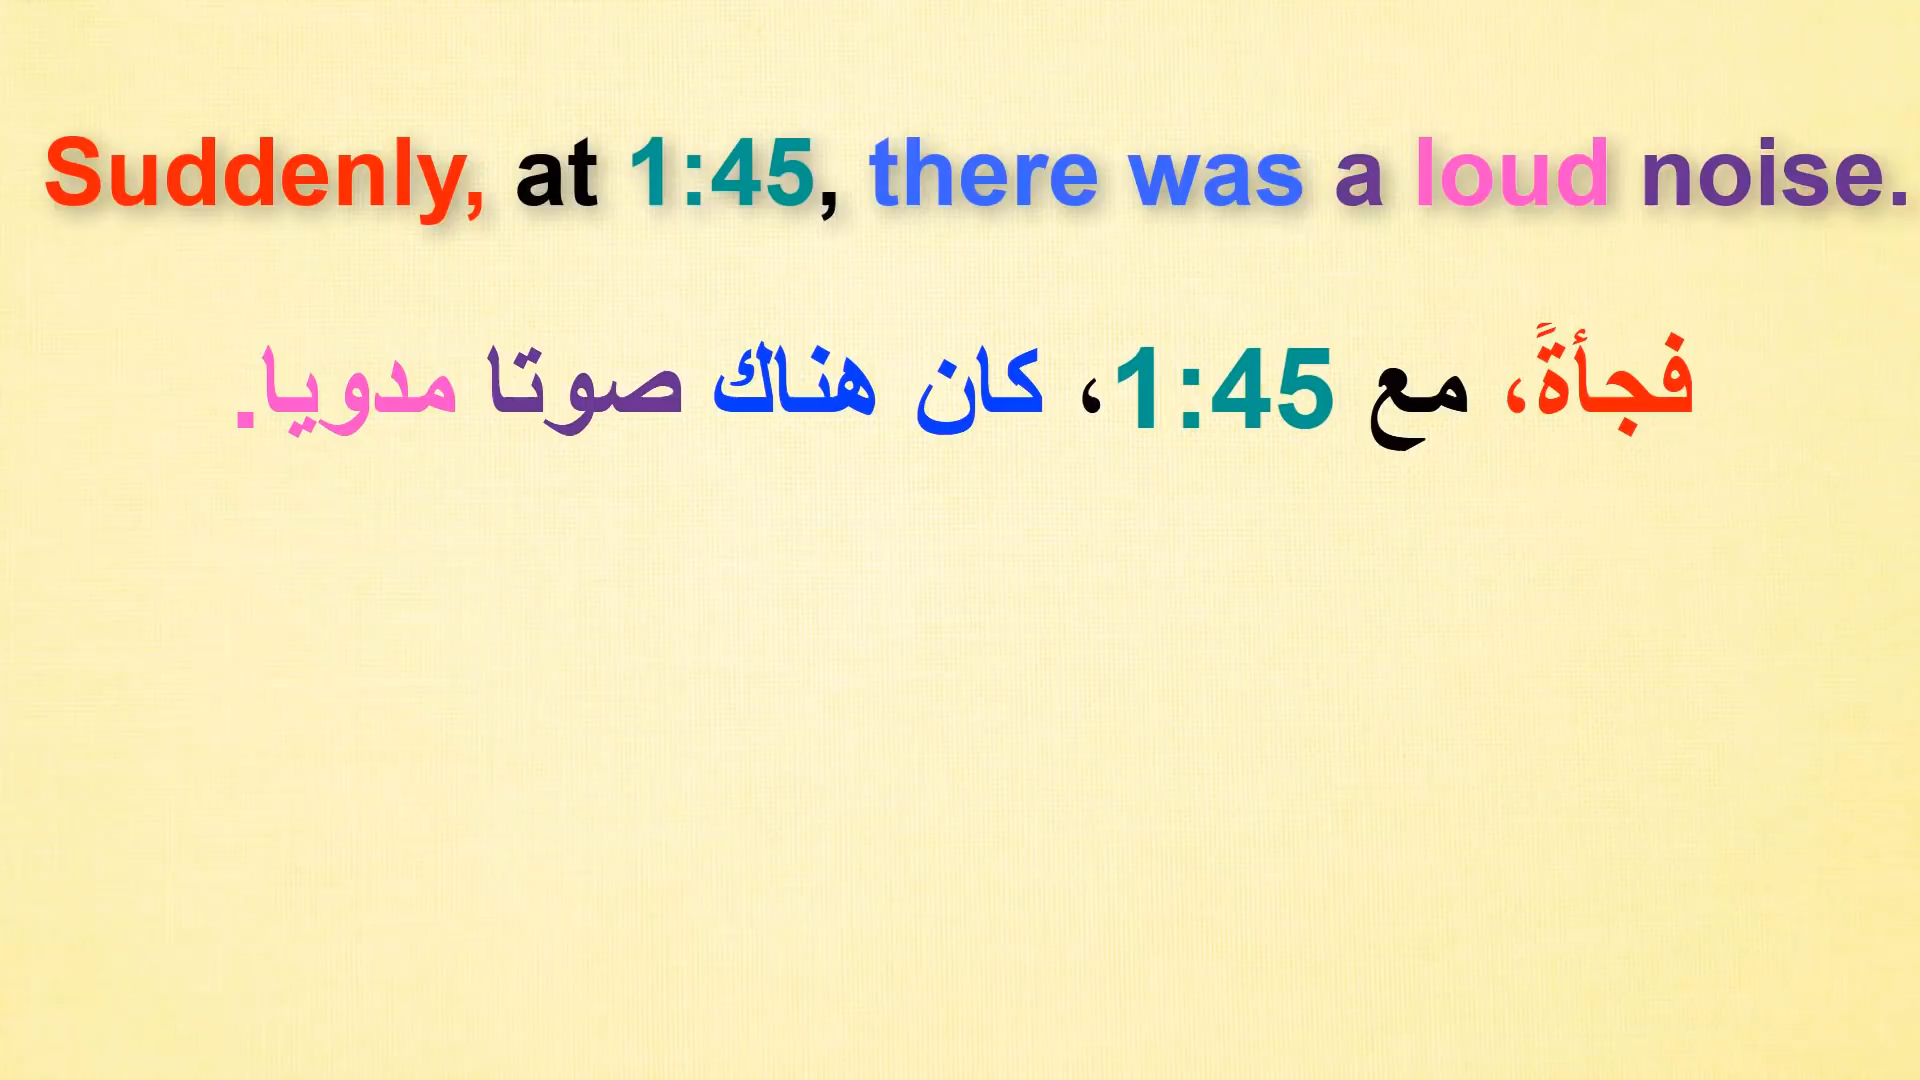 Suddenly, at 1:45, there was a loud noise.
فجأةً، مع 1:45، كان هناك صوتا مدويا.